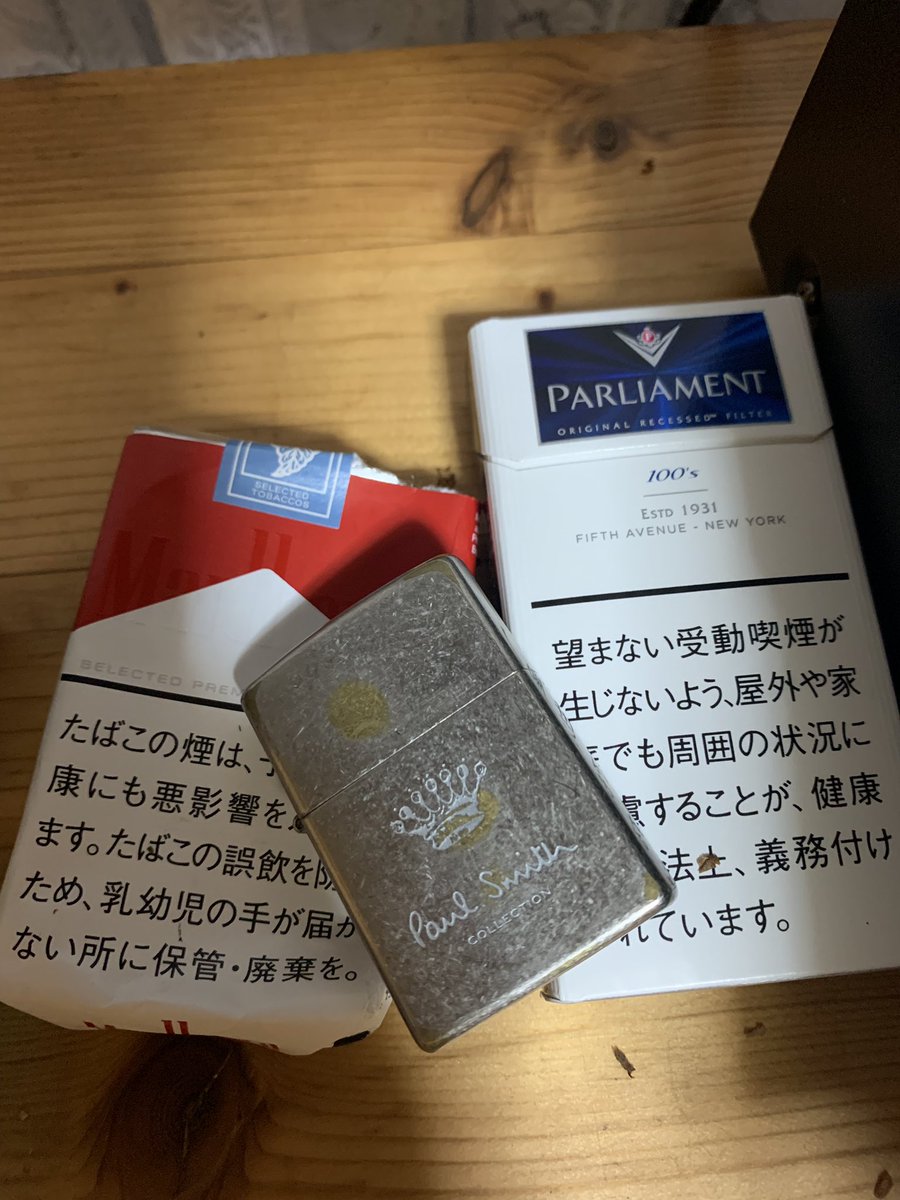 SELECTED
TOBACCOS
Marl
SELECTED PREM
たばこの煙は、子
康にも悪影響を
ます。たばこの誤飲を防
ため、乳幼児の手が届か
ない所に保管・廃棄を。
Paul Smith
COLLECTION
PARLIAMENT
ORIGINAL RECESSED™ FILTER
100's
ESTD 1931
FIFTH AVENUE - NEW YORK
望まない受動喫煙が
生じないよう、屋外や家
でも周囲の状況に
慮することが、健康
法上、義務付け
れています。